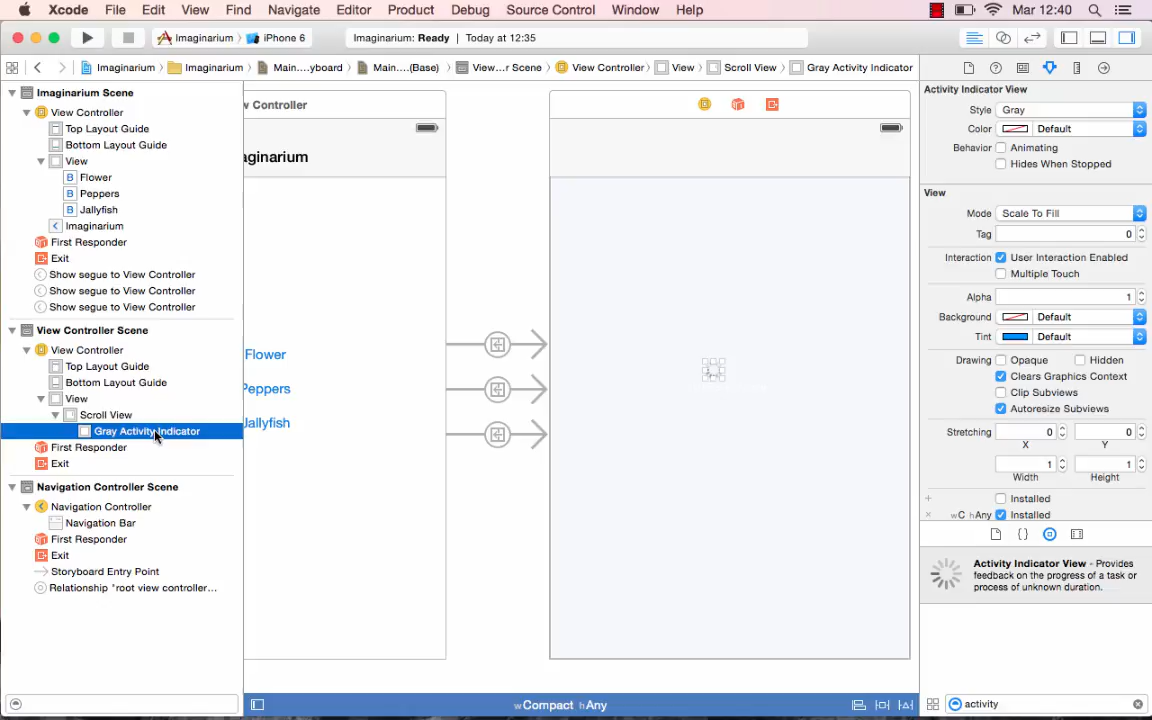 Xcode File Edit View Find Navigate Editor Product Debug Source Control Window Help Mar 12:40
Imaginarium iPhone 6 Imaginarium: Ready | Today at 12:35
Imaginarium Imaginarium Main....yboard Main....(Base) View...r Scene View Controller View Scroll View Gray Activity Indicator
Imaginarium Scene
View Controller
Top Layout Guide
Bottom Layout Guide
View
Flower
Peppers
Jallyfish
Imaginarium
First Responder
Exit
Show segue to View Controller
Show segue to View Controller
Show segue to View Controller
View Controller Scene
View Controller
Top Layout Guide
Bottom Layout Guide
View
Scroll View
Gray Activity Indicator
First Responder
Exit
Navigation Controller Scene
Navigation Controller
Navigation Bar
First Responder
Exit
Storyboard Entry Point
Relationship "root view controller...
w Controller
aginarium
Flower
Peppers
Jallyfish
wCompact hAny
Activity Indicator View
Style Gray
Color Default
Behavior Animating
Hides When Stopped
View
Mode Scale To Fill
Tag 0
Interaction User Interaction Enabled
Multiple Touch
Alpha 1
Background Default
Tint Default
Drawing Opaque Hidden
Clears Graphics Context
Clip Subviews
Autoresize Subviews
Stretching 0 0
X Y
1 1
Width Height
+ Installed
× wC hAny Installed
{}
Activity Indicator View - Provides
feedback on the progress of a task or
process of unknown duration.
activity